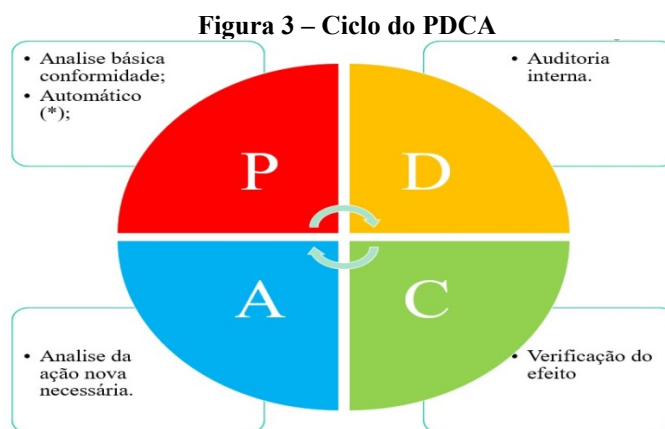 Figura 3 – Ciclo do PDCA
• Analise básica
conformidade;
• Automático
(*);
• Auditoria
interna.
P
D
A
C
• Analise da
ação nova
necessária.
• Verificação do
efeito